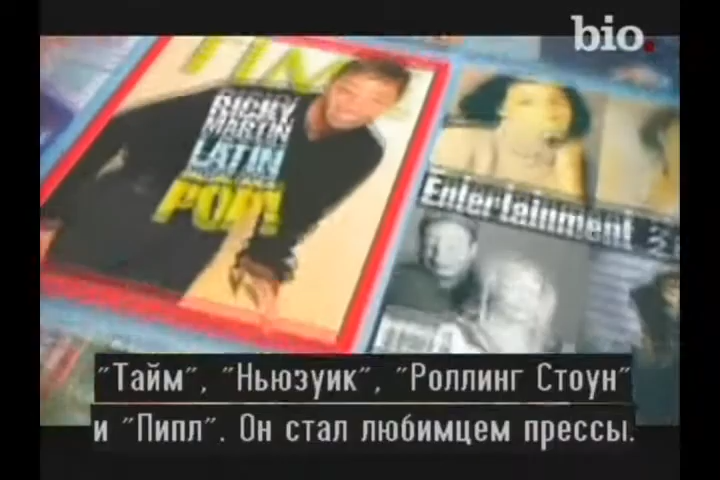 bio.
TIME
RICKY
MARTIN
LATIN
POP!
Entertainment
"Тайм", "Ньюзуик", "Роллинг Стоун"
и "Пипл". Он стал любимцем прессы.